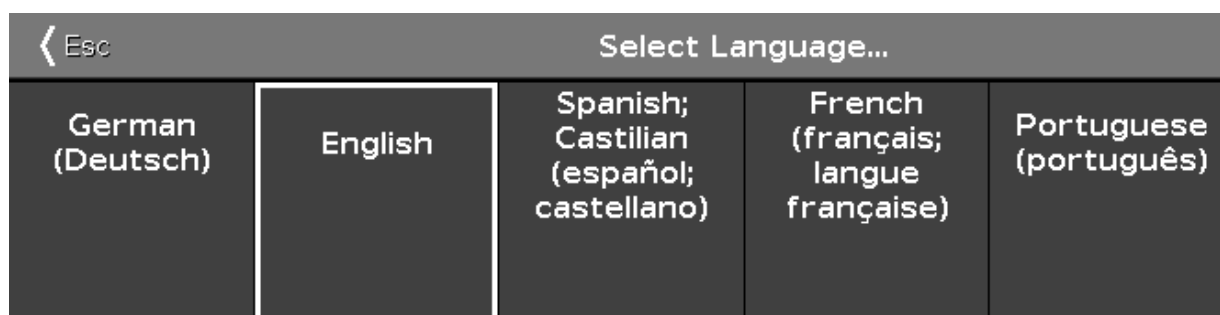 Esc
Select Language...
German
(Deutsch)
English
Spanish;
Castilian
(español;
castellano)
French
(français;
langue
française)
Portuguese
(português)